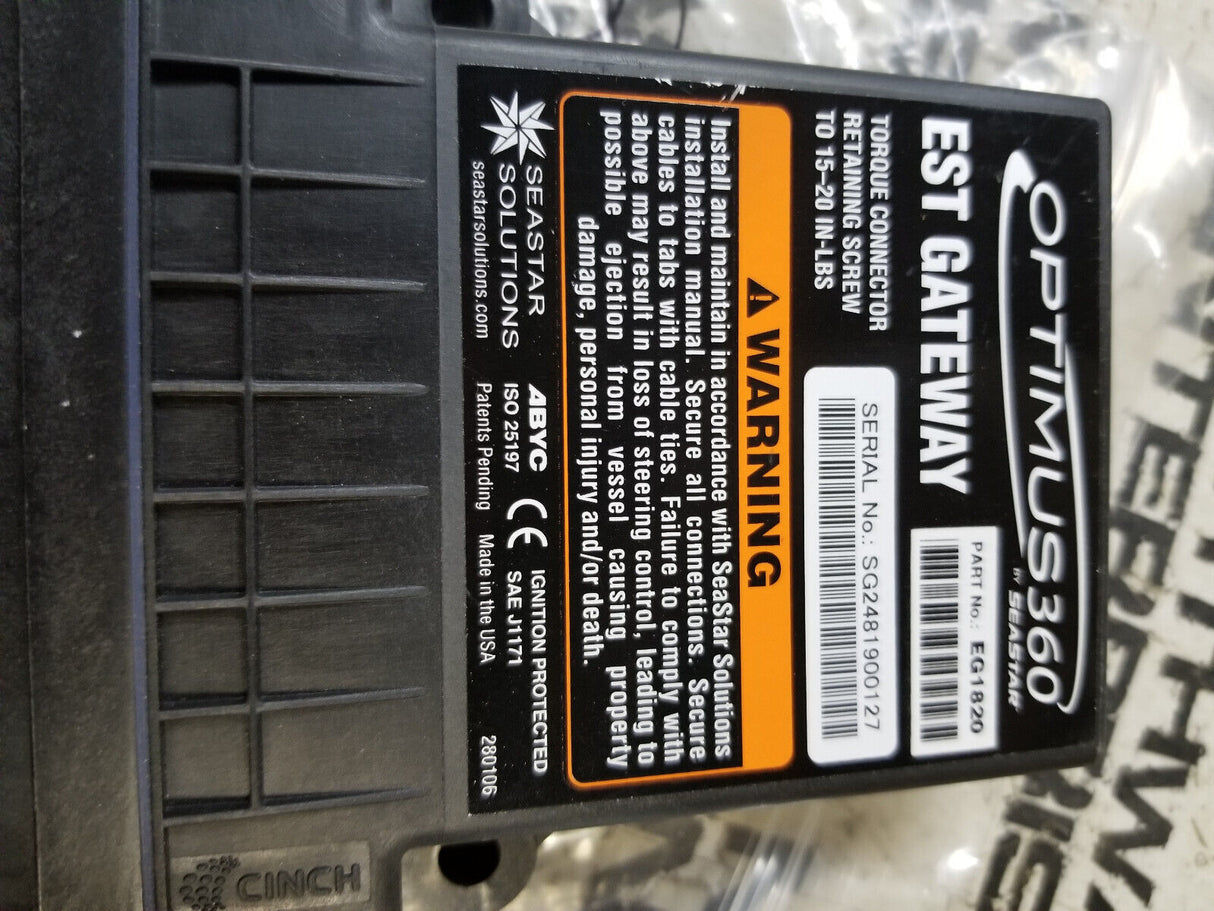 OPTIMUS360
BY SEASTAR
EST GATEWAY
PART No.: EG1820
TORQUE CONNECTOR
RETAINING SCREW
TO 15-20 IN-LBS
SERIAL No.: SG2481900127
WARNING
Install and maintain in accordance with SeaStar Solutions
installation manual. Secure all connections. Secure
cables to tabs with cable ties. Failure to comply with
above may result in loss of steering control, leading to
possible ejection from vessel causing property
damage, personal injury and/or death.
SEASTAR
SOLUTIONS
seastarsolutions.com
ABYC CE IGNITION PROTECTED
ISO 25197 SAE J1171
Patents Pending Made in the USA 280106
CINCH